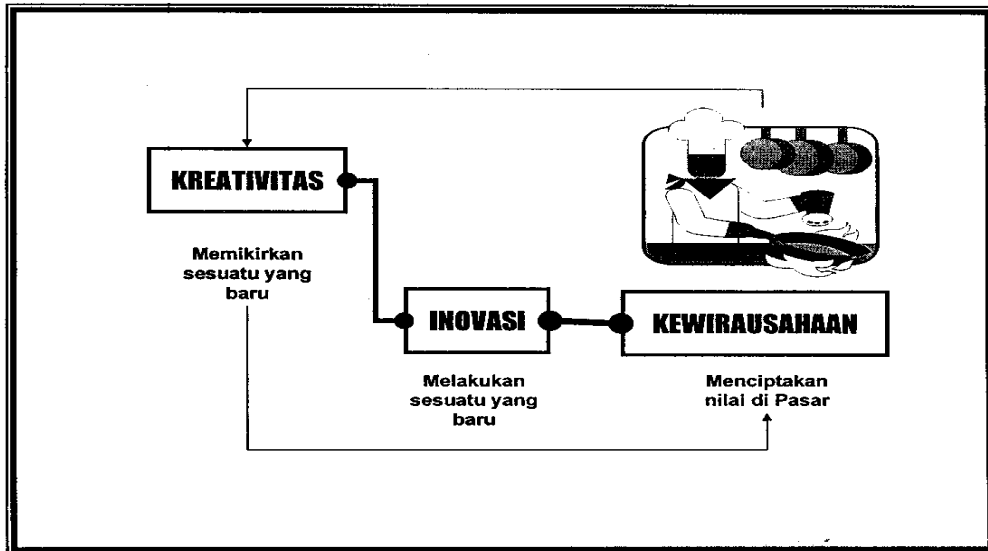 KREATIVITAS
Memikirkan
sesuatu yang
baru
INOVASI
Melakukan
sesuatu yang
baru
KEWIRAUSAHAAN
Menciptakan
nilai di Pasar